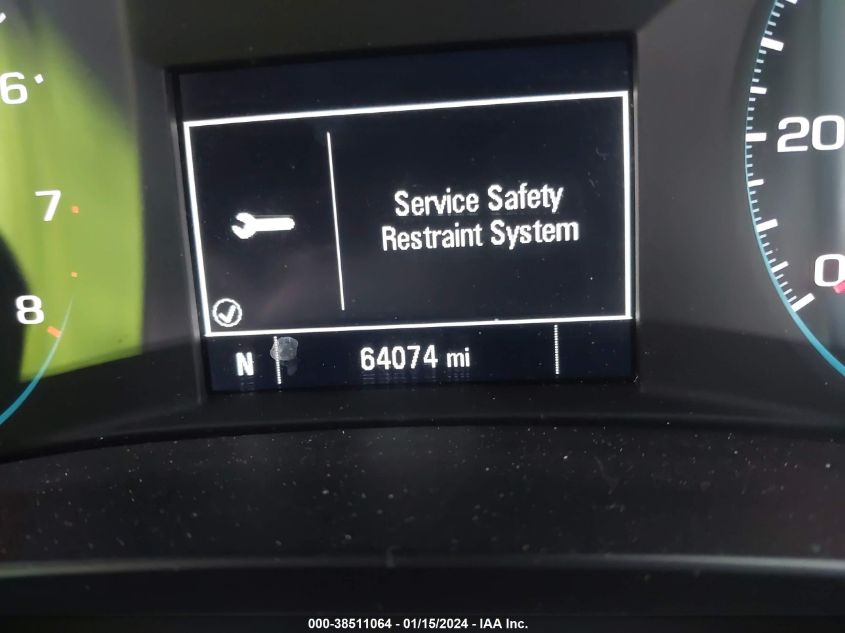 6
7
8
20
0
Service Safety
Restraint System
N
64074 mi
000-38511064 - 01/15/2024 - IAA Inc.